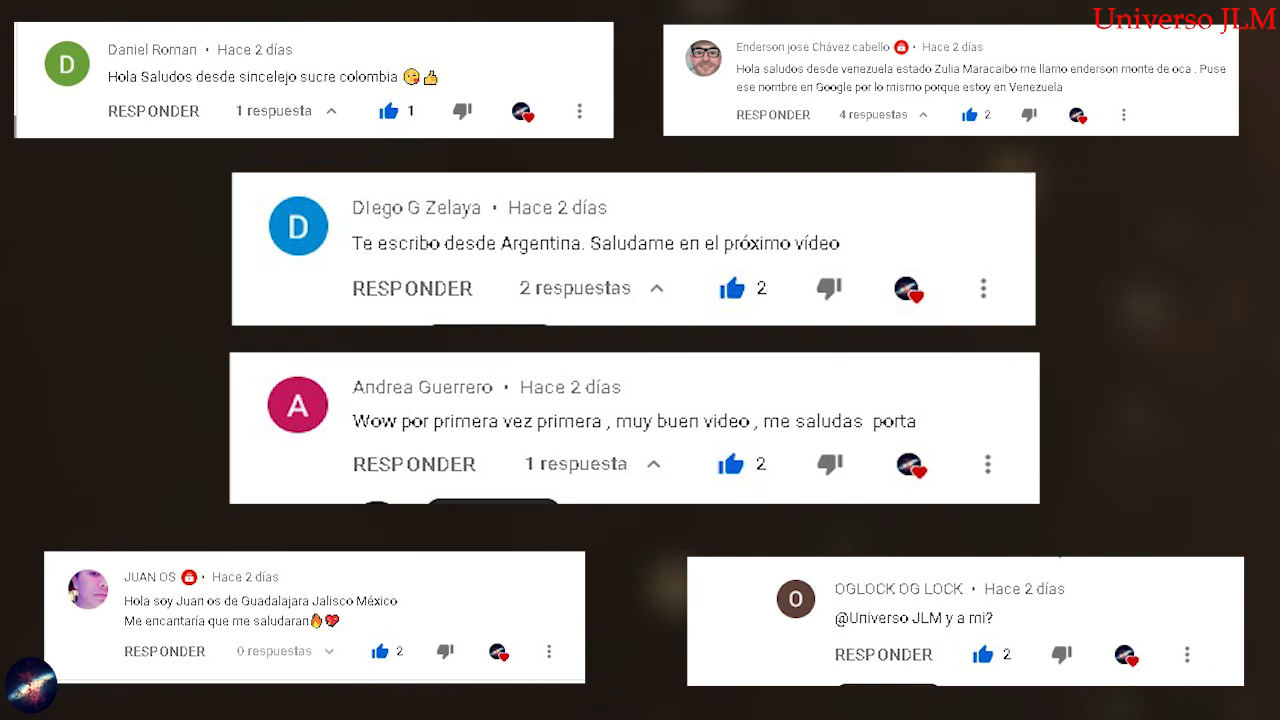 Universo JLM
D
Daniel Roman • Hace 2 días
Hola Saludos desde sincelejo sucre colombia 😘👍
RESPONDER 1 respuesta 1
Enderson jose Chávez cabello • Hace 2 días
Hola saludos desde venezuela estado Zulia Maracaibo me llamo enderson monte de oca . Puse
ese nombre en Google por lo mismo porque estoy en Venezuela
RESPONDER 4 respuestas 2
D
DIego G Zelaya • Hace 2 días
Te escribo desde Argentina. Saludame en el próximo vídeo
RESPONDER 2 respuestas 2
A
Andrea Guerrero • Hace 2 días
Wow por primera vez primera , muy buen video , me saludas porta
RESPONDER 1 respuesta 2
JUAN OS • Hace 2 días
Hola soy Juan os de Guadalajara Jalisco México
Me encantaría que me saludaran🔥💖
RESPONDER 0 respuestas 2
O
OGLOCK OG LOCK • Hace 2 días
@Universo JLM y a mi?
RESPONDER 2